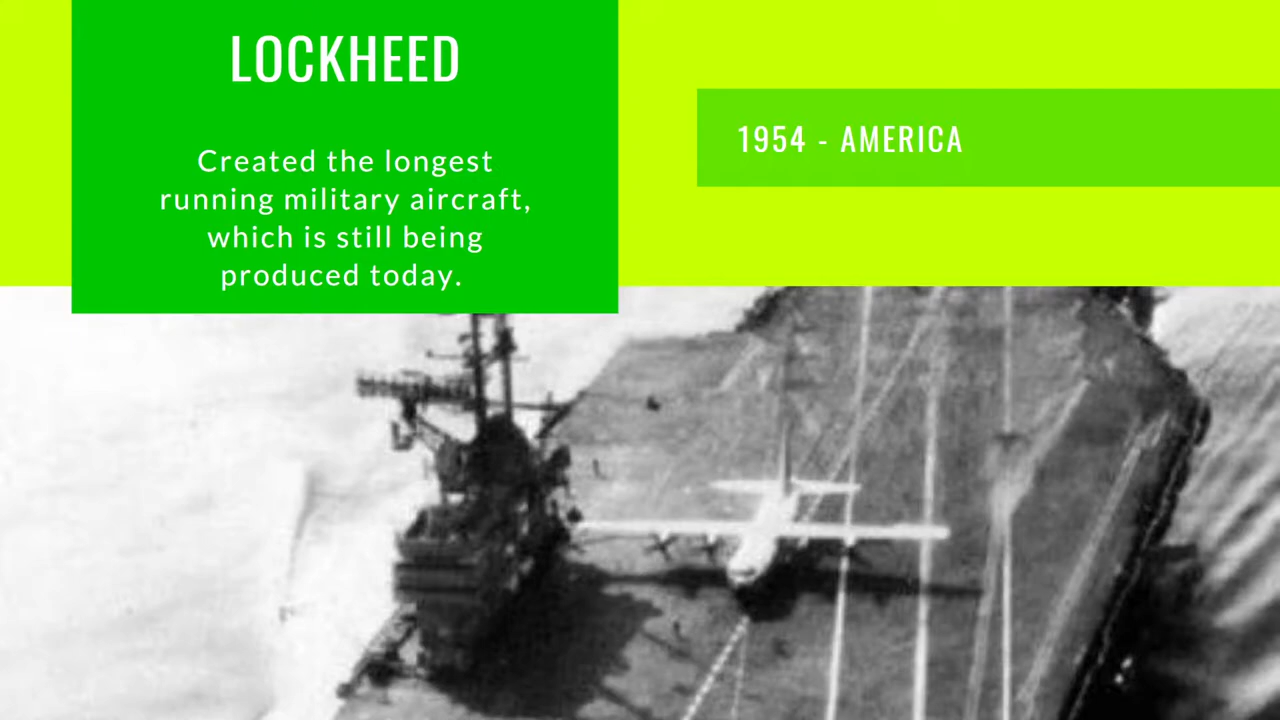 LOCKHEED
Created the longest
running military aircraft,
which is still being
produced today.
1954 - AMERICA